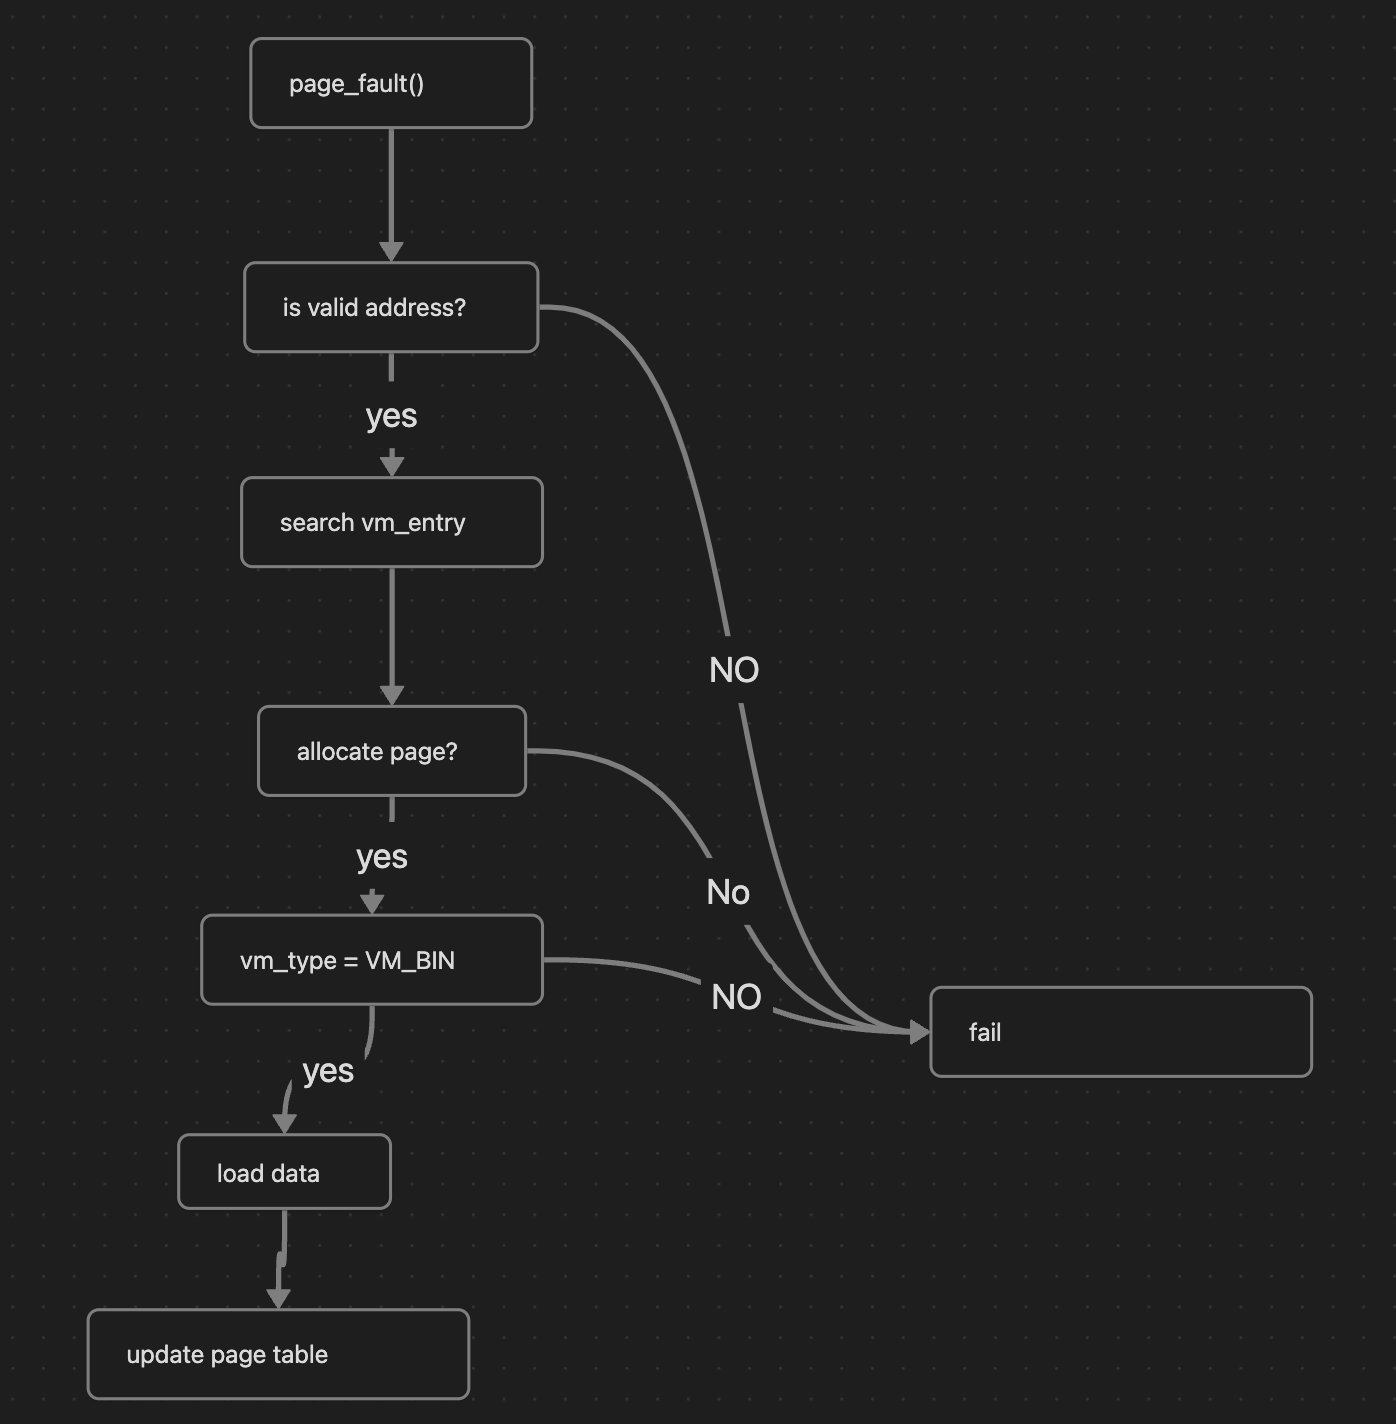 page_fault()
is valid address?
yes
search vm_entry
NO
allocate page?
yes
No
vm_type = VM_BIN
NO
fail
yes
load data
update page table